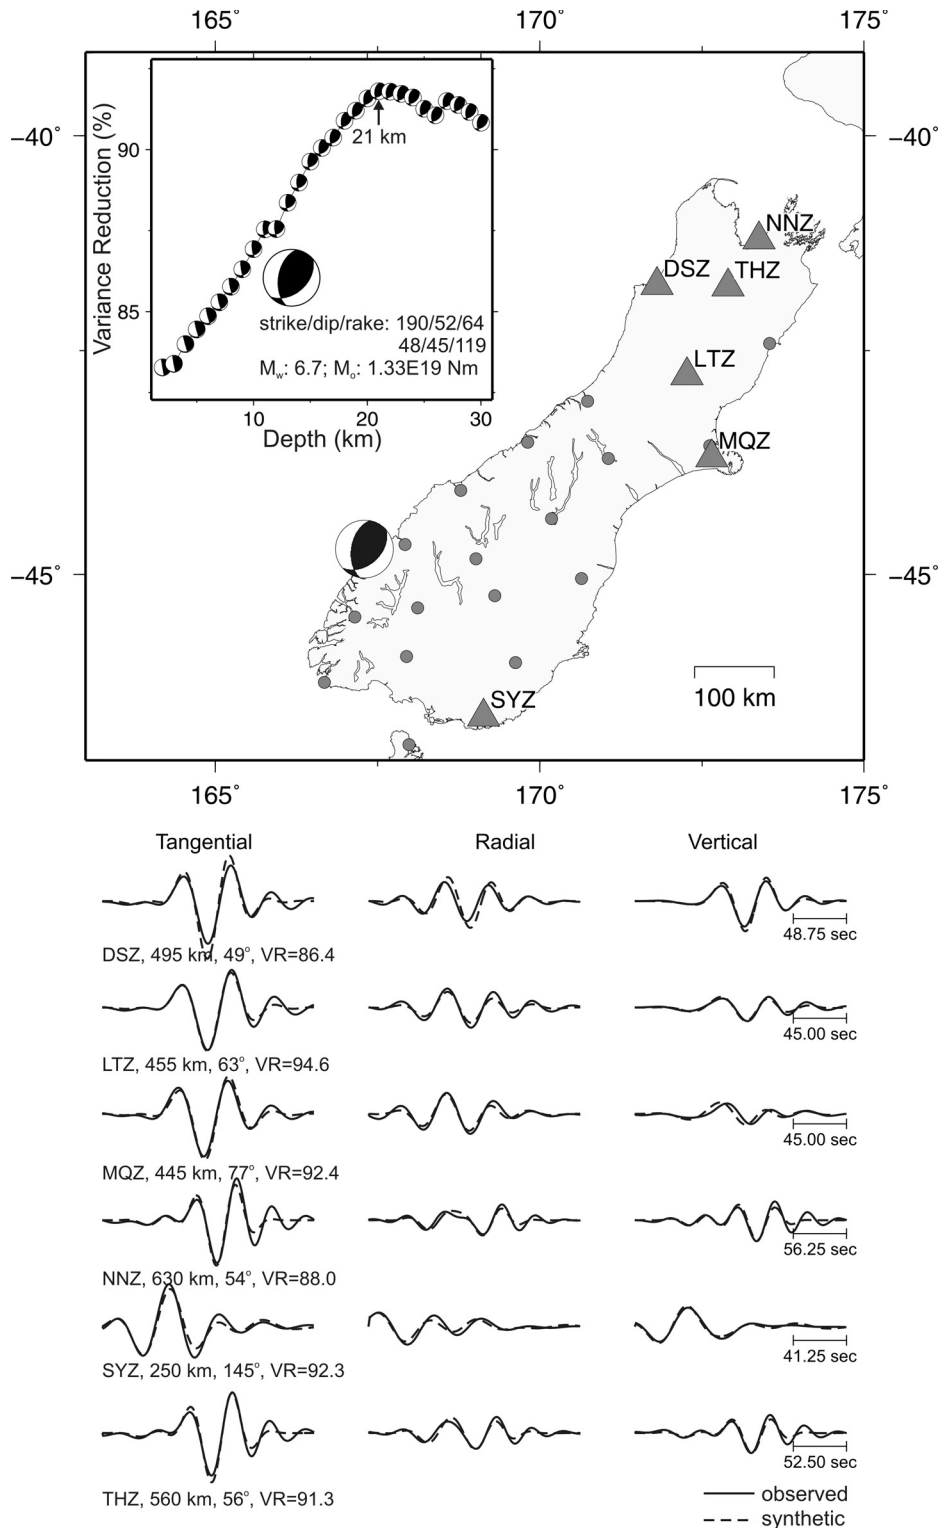 165° 170° 175°
Variance Reduction (%)
90
85
21 km
strike/dip/rake: 190/52/64
48/45/119
Mw: 6.7; Mo: 1.33E19 Nm
10 20 30
Depth (km)
−40° −40°
−45° −45°
NNZ
DSZ THZ
LTZ
MQZ
SYZ
100 km
165° 170° 175°
Tangential Radial Vertical
48.75 sec
DSZ, 495 km, 49°, VR=86.4
45.00 sec
LTZ, 455 km, 63°, VR=94.6
45.00 sec
MQZ, 445 km, 77°, VR=92.4
56.25 sec
NNZ, 630 km, 54°, VR=88.0
41.25 sec
SYZ, 250 km, 145°, VR=92.3
52.50 sec
THZ, 560 km, 56°, VR=91.3
observed
synthetic